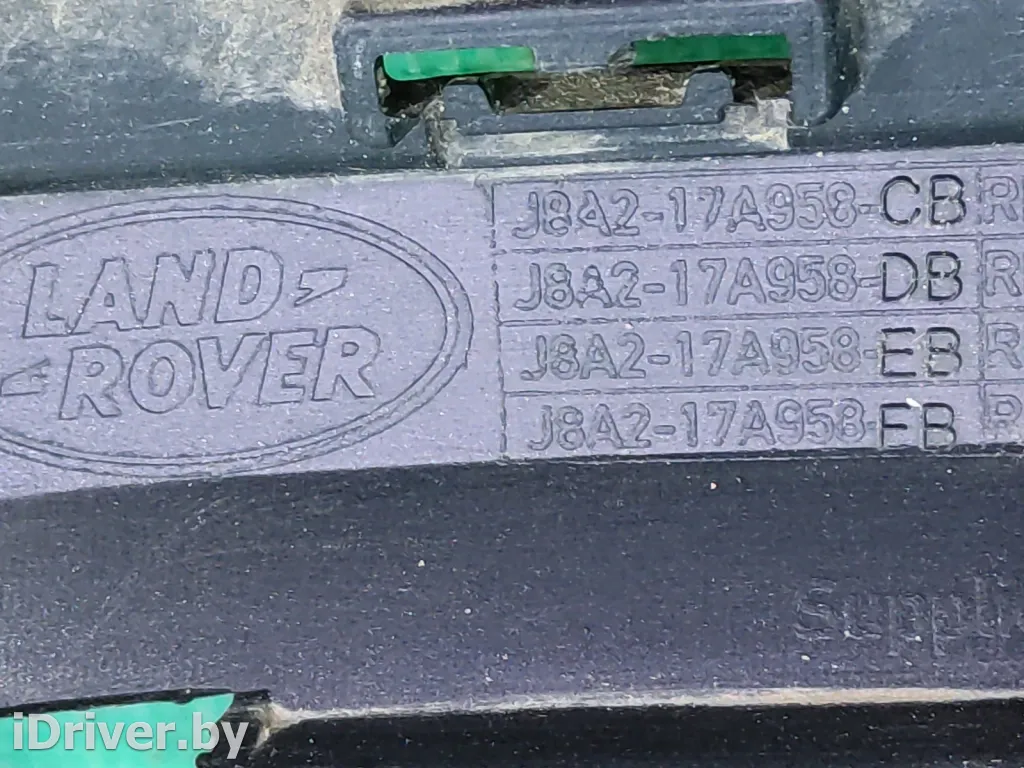 LAND
ROVER
J8A2-17A958-CB R
J8A2-17A958-DB R
J8A2-17A958-EB R
J8A2-17A958-FB R
iDriver.by